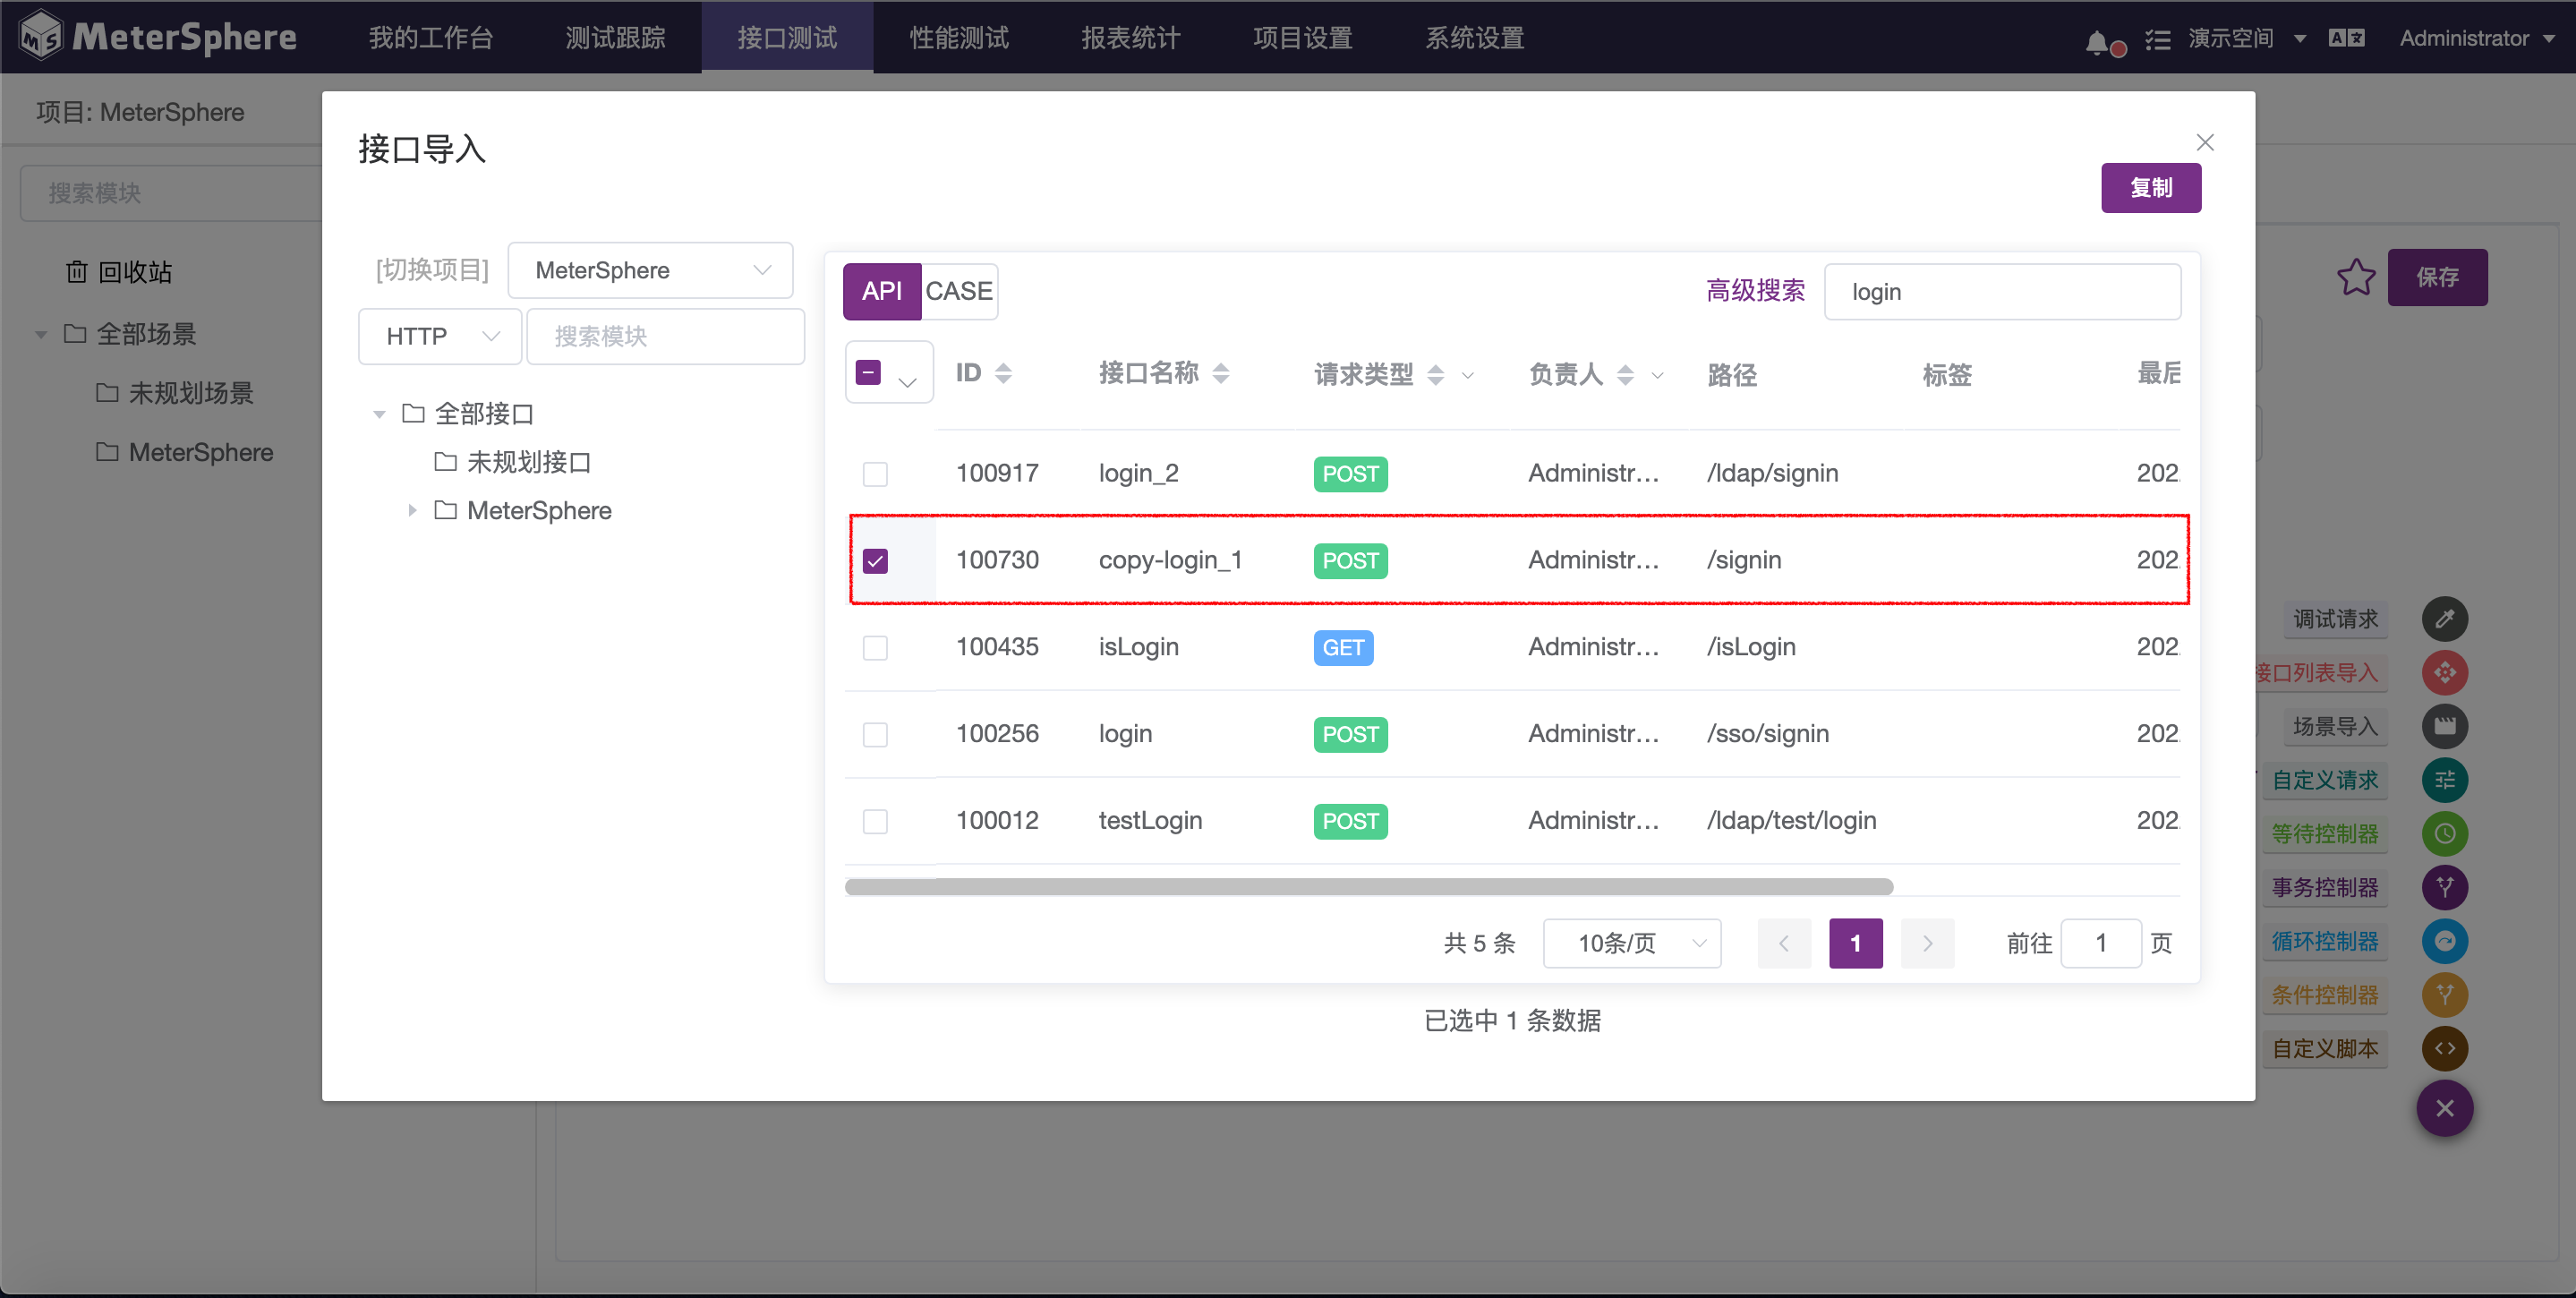 MeterSphere 我的工作台 测试跟踪 接口测试 性能测试 报表统计 项目设置 系统设置 演示空间 Administrator
项目: MeterSphere
搜索模块
回收站
全部场景
未规划场景
MeterSphere
接口导入
复制
[切换项目] MeterSphere
HTTP 搜索模块
全部接口
未规划接口
MeterSphere
API CASE 高级搜索 login
ID 接口名称 请求类型 负责人 路径 标签 最后
100917 login_2 POST Administr... /ldap/signin 202
100730 copy-login_1 POST Administr... /signin 202
100435 isLogin GET Administr... /isLogin 202
100256 login POST Administr... /sso/signin 202
100012 testLogin POST Administr... /ldap/test/login 202
共 5 条 10条/页 1 前往 1 页
已选中 1 条数据
保存
调试请求
接口列表导入
场景导入
自定义请求
等待控制器
事务控制器
循环控制器
条件控制器
自定义脚本